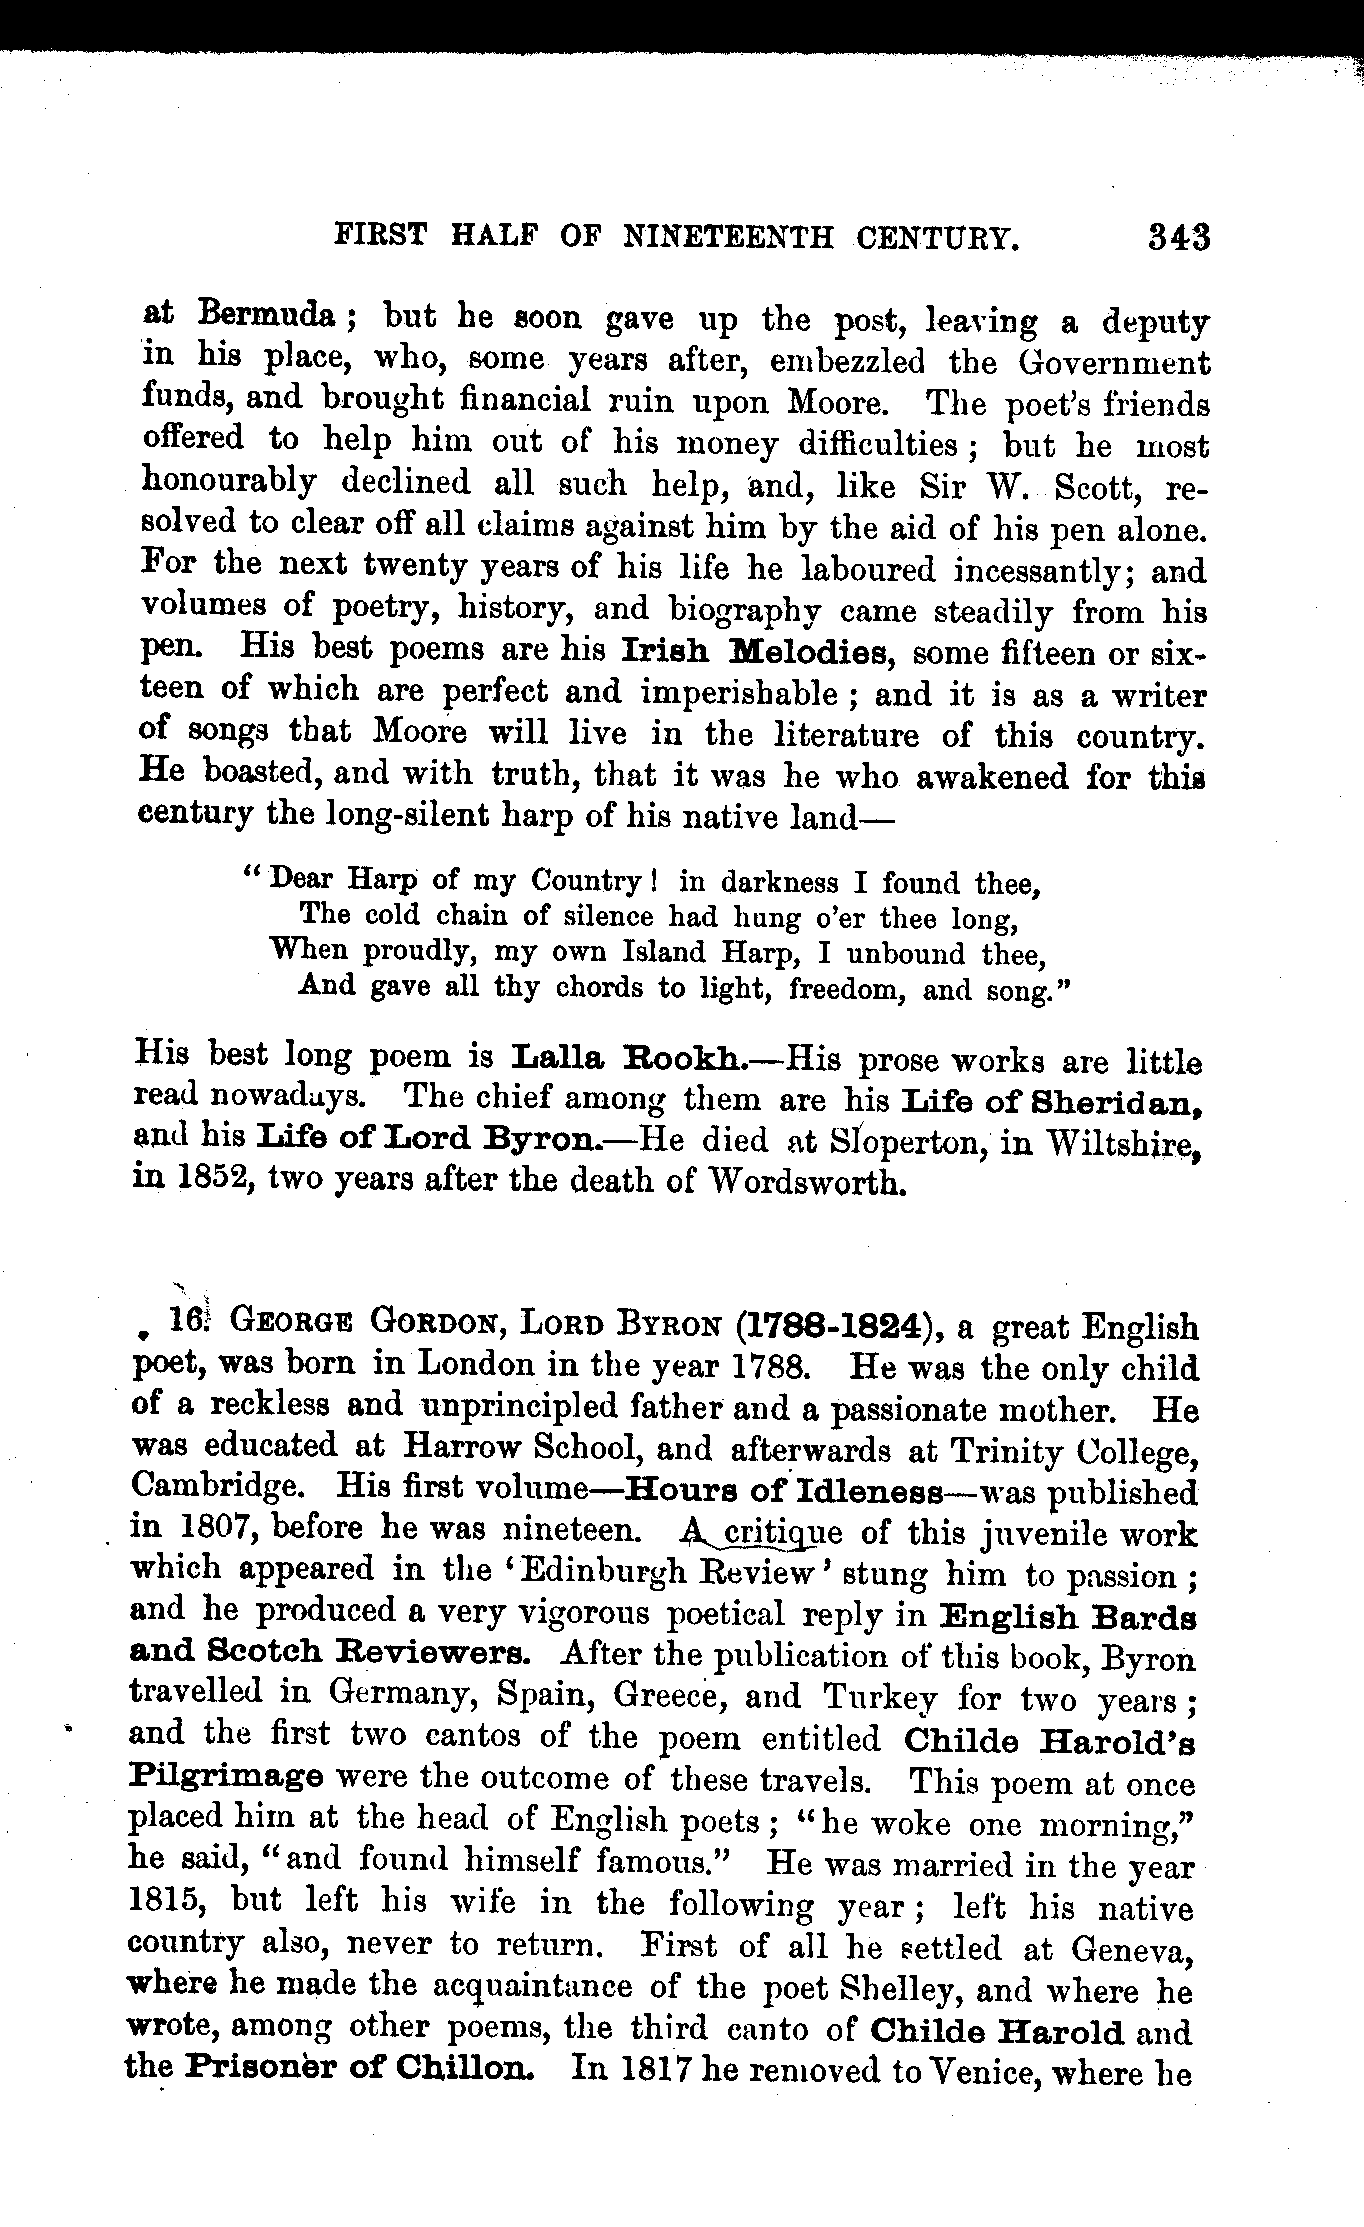 FIRST HALF OF NINETEENTH CENTURY. 343
at Bermuda ; but he soon gave up the post, leaving a deputy
in his place, who, some years after, embezzled the Government
funds, and brought financial ruin upon Moore. The poet's friends
offered to help him out of his money difficulties ; but he most
honourably declined all such help, and, like Sir W. Scott, re-
solved to clear off all claims against him by the aid of his pen alone.
For the next twenty years of his life he laboured incessantly; and
volumes of poetry, history, and biography came steadily from his
pen. His best poems are his Irish Melodies, some fifteen or six-
teen of which are perfect and imperishable ; and it is as a writer
of songs that Moore will live in the literature of this country.
He boasted, and with truth, that it was he who awakened for this
century the long-silent harp of his native land—
“ Dear Harp of my Country ! in darkness I found thee,
The cold chain of silence had hung o'er thee long,
When proudly, my own Island Harp, I unbound thee,
And gave all thy chords to light, freedom, and song.”
His best long poem is Lalla Rookh.—His prose works are little
read nowadays. The chief among them are his Life of Sheridan,
and his Life of Lord Byron.—He died at Sloperton, in Wiltshire,
in 1852, two years after the death of Wordsworth.
16. GEORGE GORDON, LORD BYRON (1788-1824), a great English
poet, was born in London in the year 1788. He was the only child
of a reckless and unprincipled father and a passionate mother. He
was educated at Harrow School, and afterwards at Trinity College,
Cambridge. His first volume—Hours of Idleness—was published
in 1807, before he was nineteen. A critique of this juvenile work
which appeared in the ‘Edinburgh Review’ stung him to passion ;
and he produced a very vigorous poetical reply in English Bards
and Scotch Reviewers. After the publication of this book, Byron
travelled in Germany, Spain, Greece, and Turkey for two years ;
and the first two cantos of the poem entitled Childe Harold's
Pilgrimage were the outcome of these travels. This poem at once
placed him at the head of English poets ; “he woke one morning,”
he said, “and found himself famous.” He was married in the year
1815, but left his wife in the following year ; left his native
country also, never to return. First of all he settled at Geneva,
where he made the acquaintance of the poet Shelley, and where he
wrote, among other poems, the third canto of Childe Harold and
the Prisoner of Chillon. In 1817 he removed to Venice, where he